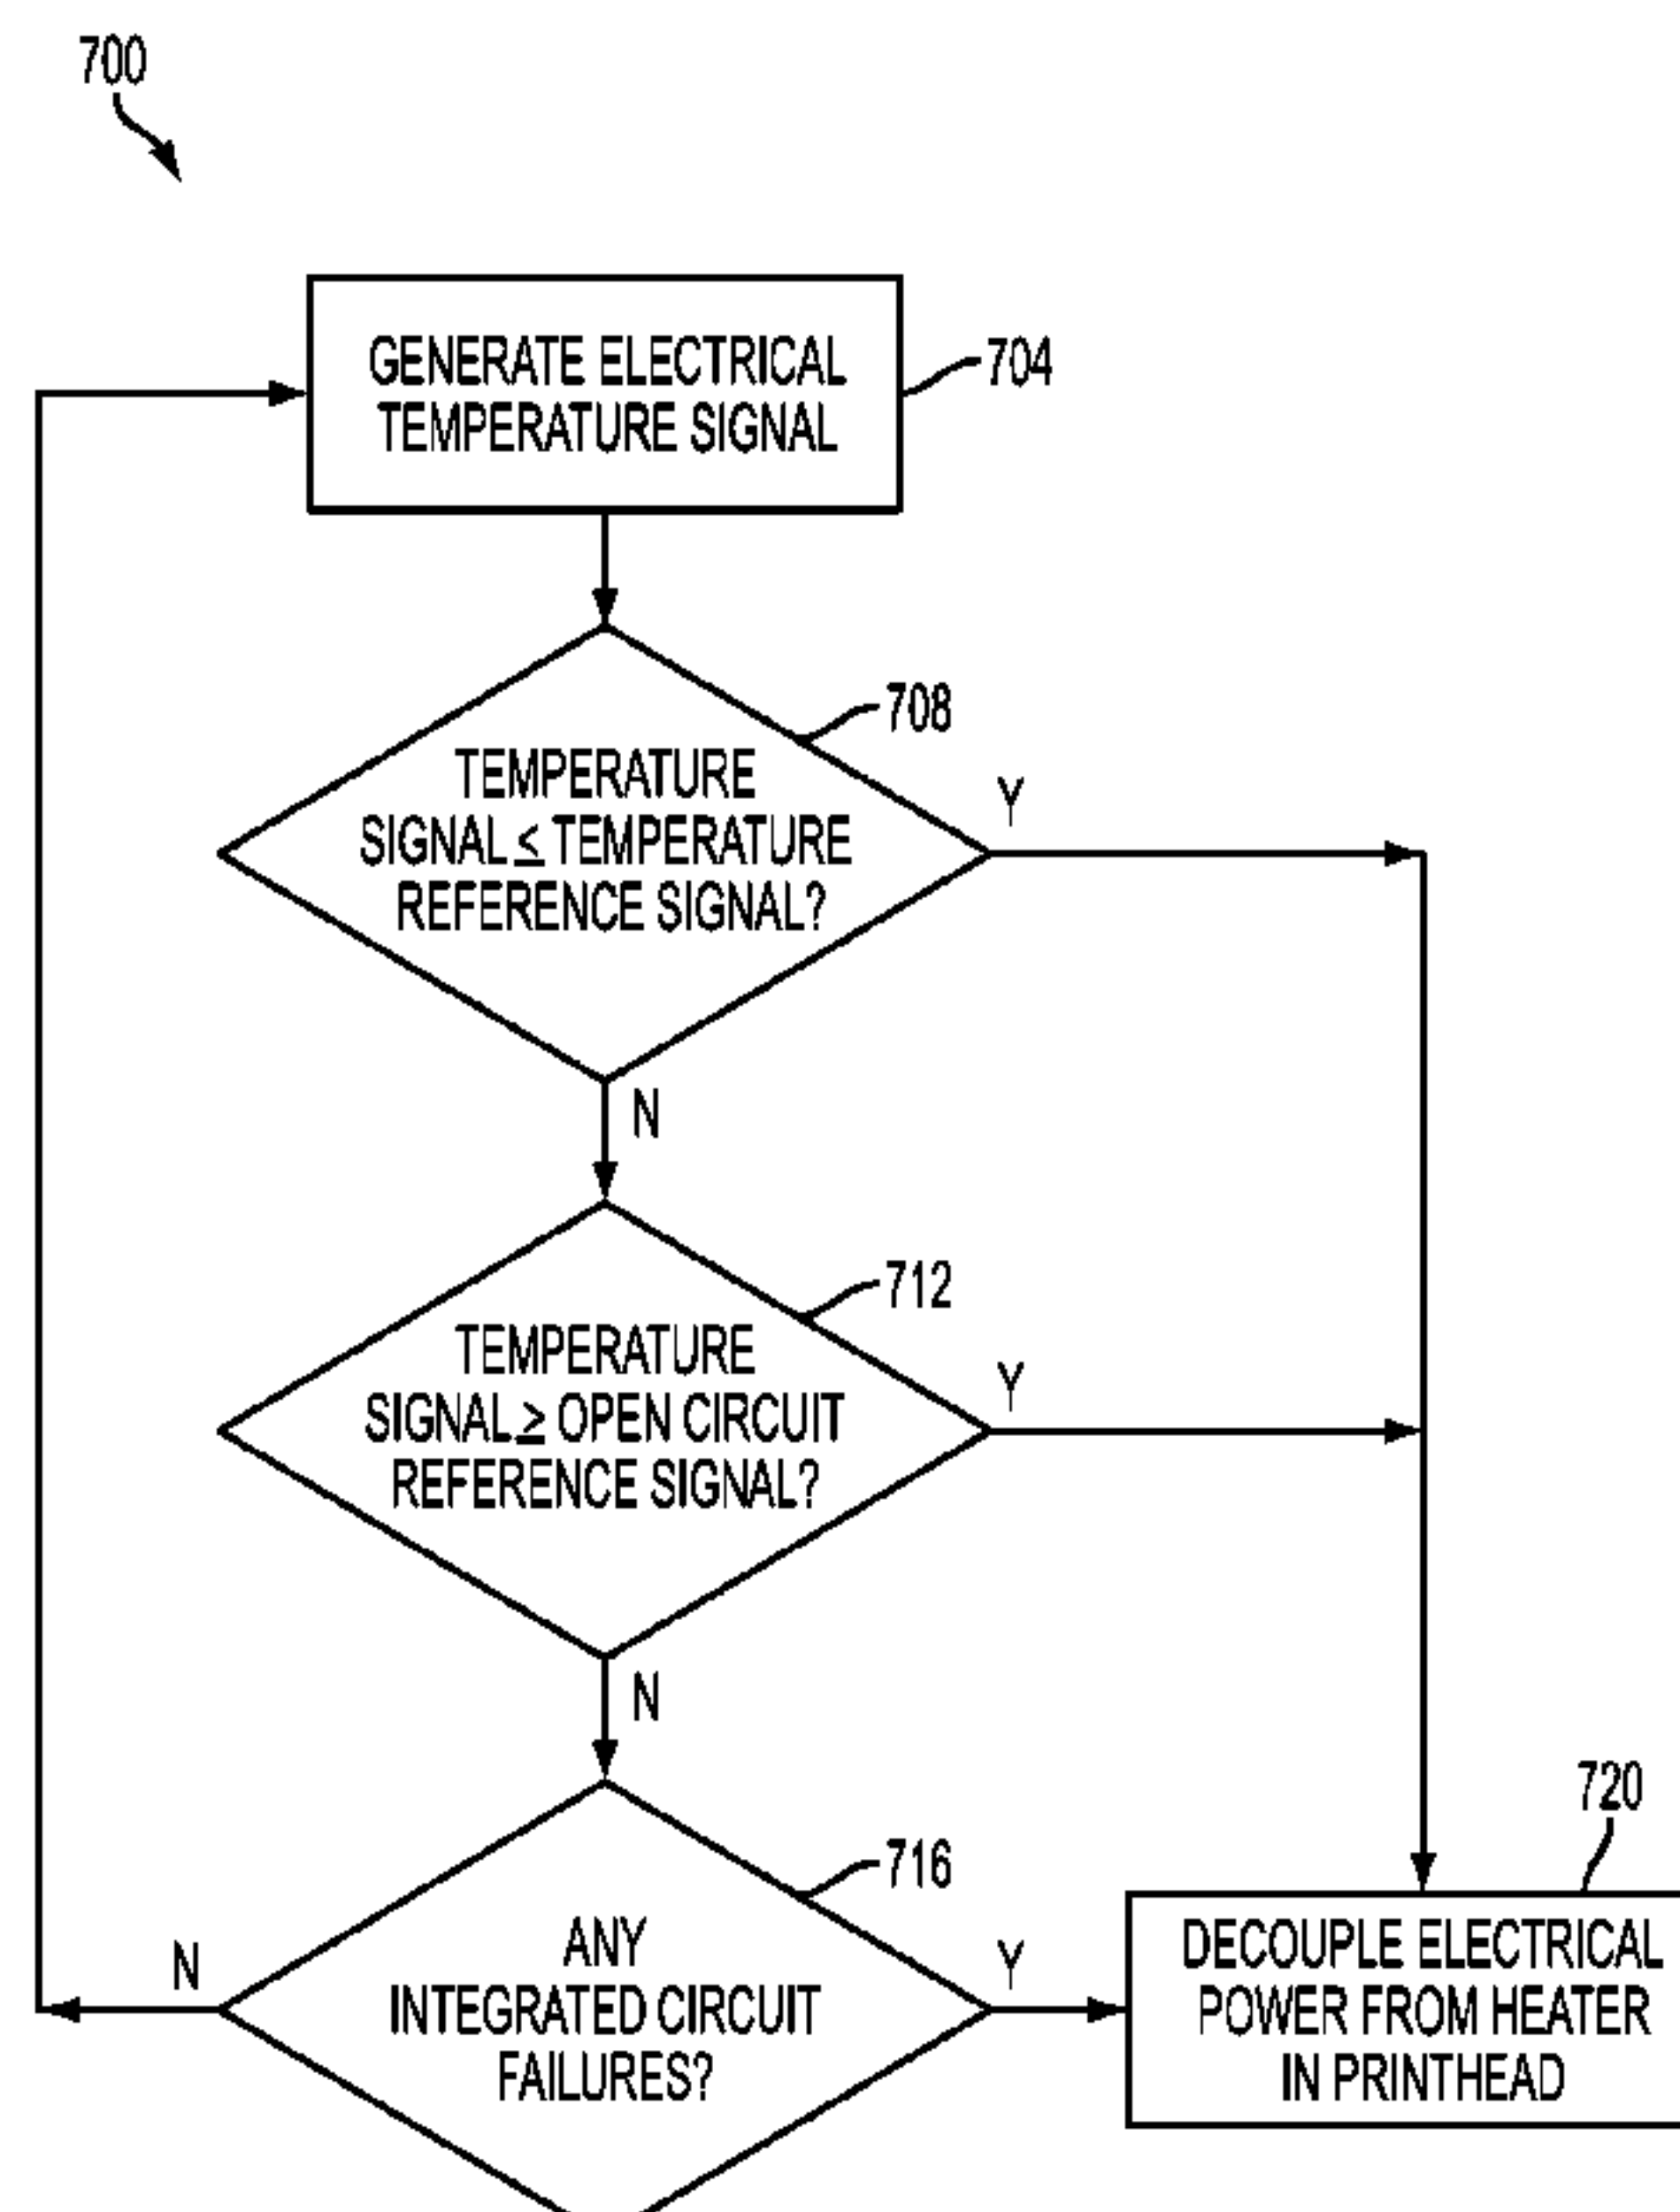 700
GENERATE ELECTRICAL
TEMPERATURE SIGNAL
704
708
TEMPERATURE
SIGNAL ≤ TEMPERATURE
REFERENCE SIGNAL?
Y
N
712
TEMPERATURE
SIGNAL ≥ OPEN CIRCUIT
REFERENCE SIGNAL?
Y
N
716
ANY
INTEGRATED CIRCUIT
FAILURES?
N
Y
720
DECOUPLE ELECTRICAL
POWER FROM HEATER
IN PRINTHEAD